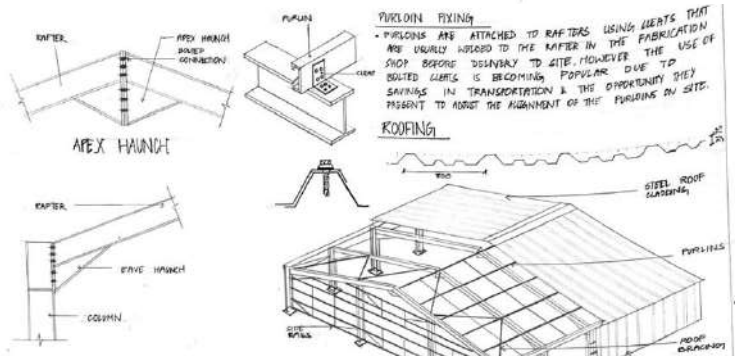 RAFTER
APEX HAUNCH
BOLTED
CONNECTION
APEX HAUNCH
PURLIN
CLEAT
PURLOIN FIXING
• PURLOINS ARE ATTACHED TO RAFTERS USING CLEATS THAT
ARE USUALLY WELDED TO THE RAFTER IN THE FABRICATION
SHOP BEFORE DELIVERY TO SITE, HOWEVER THE USE OF
BOLTED CLEATS IS BECOMING POPULAR DUE TO
SAVINGS IN TRANSPORTATION & THE OPPORTUNITY THEY
PRESENT TO ADJUST THE ALIGNMENT OF THE PURLOINS ON SITE.
ROOFING
STEEL ROOF
CLADDING
PURLINS
ROOF
BRACING
SIDE
RAILS
RAFTER
EAVE HAUNCH
COLUMN